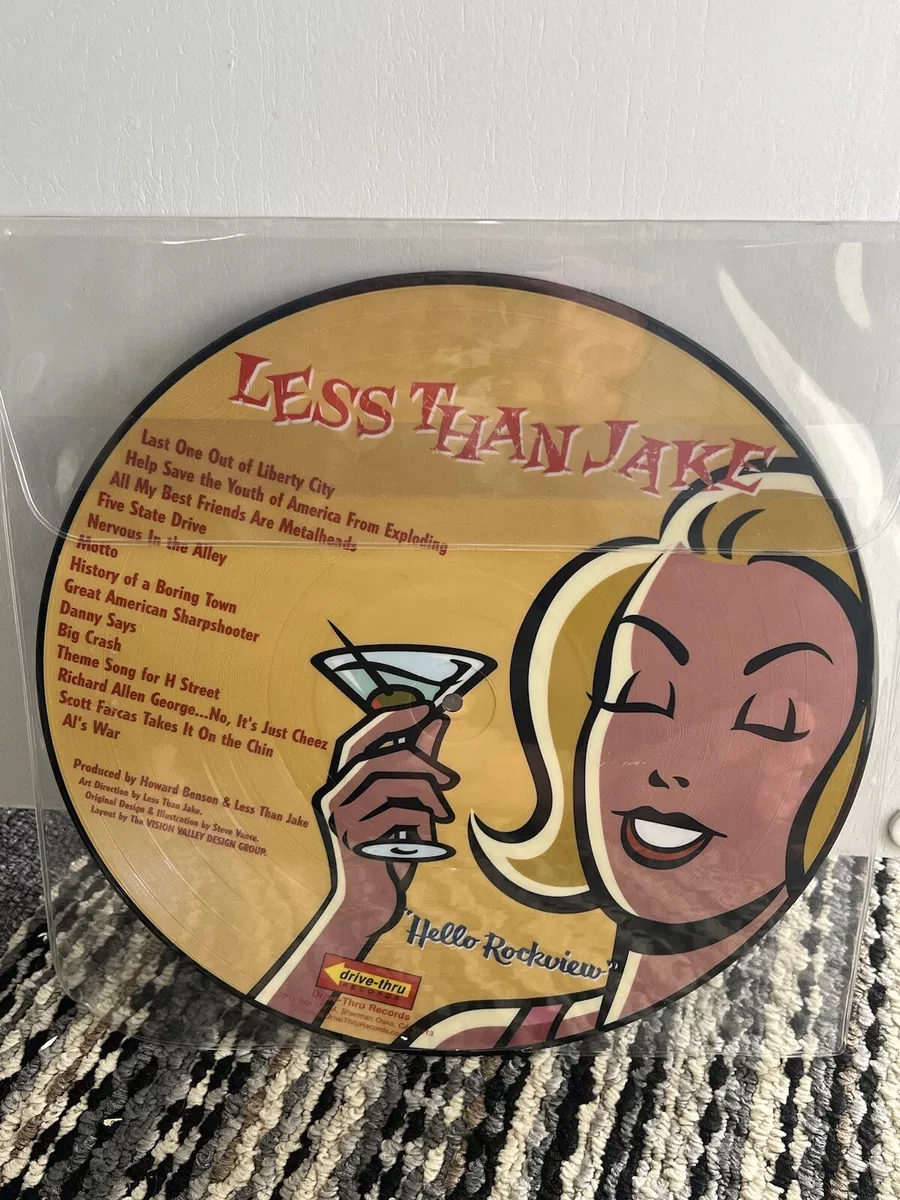 LESS THAN JAKE
Last One Out of Liberty City
Help Save the Youth of America From Exploding
All My Best Friends Are Metalheads
Five State Drive
Nervous In the Alley
Motto
History of a Boring Town
Great American Sharpshooter
Danny Says
Big Crash
Theme Song for H Street
Richard Allen George...No, It's Just Cheez
Scott Farcas Takes It On the Chin
Al's War
Produced by Howard Benson & Less Than Jake
Art Direction by Less Than Jake.
Original Design & Illustration by Steve Vance.
Layout by The VISION VALLEY DESIGN GROUP.
"Hello Rockview"
drive-thru
RECORDS
Drive-Thru Records
Sherman Oaks, CA